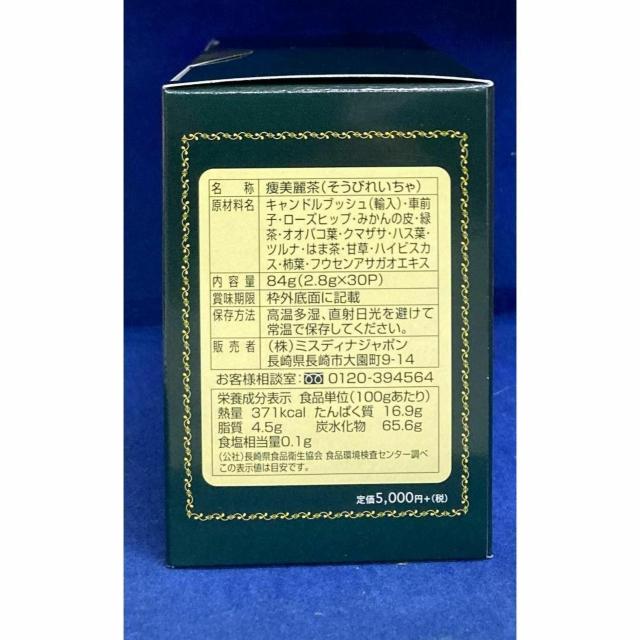 名称 痩美麗茶(そうびれいちゃ)
原材料名 キャンドルブッシュ(輸入)・車前
子・ローズヒップ・みかんの皮・緑
茶・オオバコ葉・クマザサ・ハス葉・
ツルナ・はま茶・甘草・ハイビスカ
ス・柿葉・フウセンアサガオエキス
内容量 84g(2.8g×30P)
賞味期限 枠外底面に記載
保存方法 高温多湿、直射日光を避けて
常温で保存してください。
販売者 (株)ミスディナジャポン
長崎県長崎市大園町9-14
お客様相談室: 0120-394564
栄養成分表示 食品単位(100gあたり)
熱量 371kcal たんぱく質 16.9g
脂質 4.5g 炭水化物 65.6g
食塩相当量0.1g
(公社)長崎県食品衛生協会 食品環境検査センター調べ
この表示値は目安です。
定価5,000円+(税)